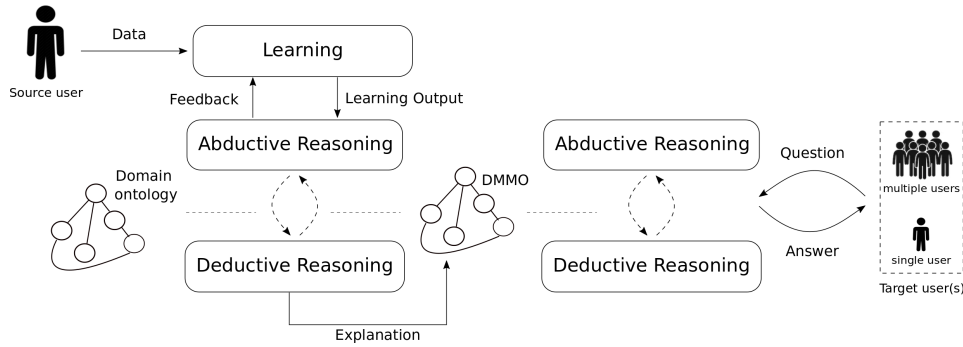 Data
Learning
Source user
Feedback
Learning Output
Abductive Reasoning
Abductive Reasoning
Question
multiple users
Domain
ontology
DMMO
Answer
single user
Deductive Reasoning
Deductive Reasoning
Target user(s)
Explanation